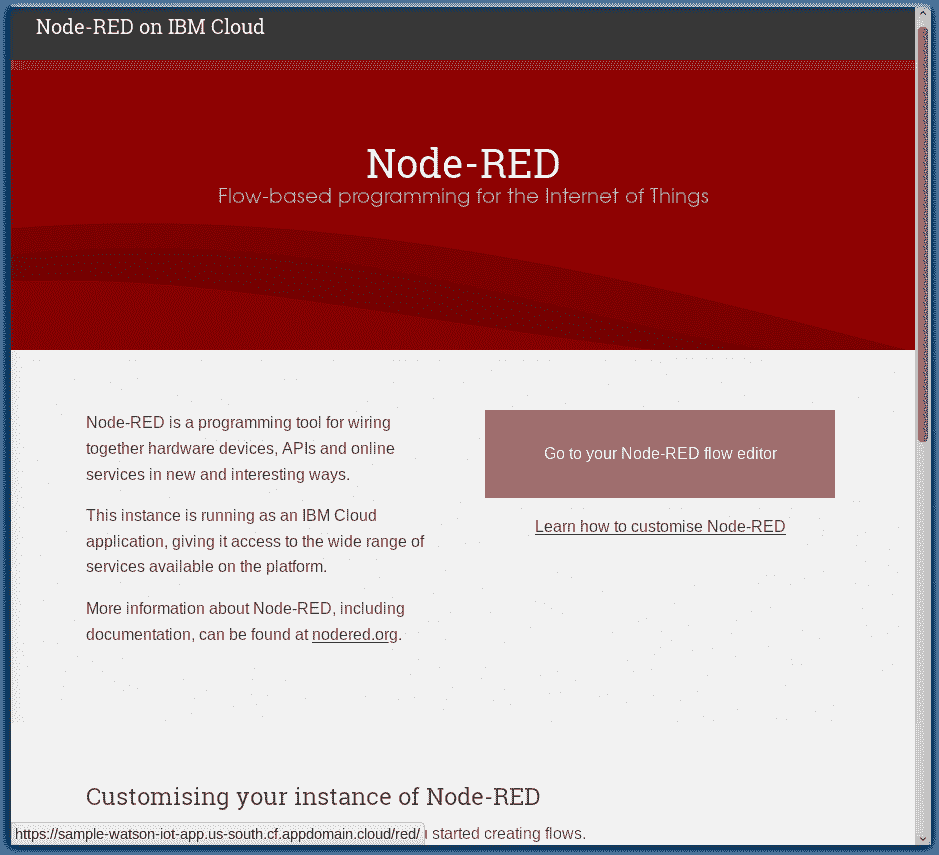 Node-RED on IBM Cloud
Node-RED
Flow-based programming for the Internet of Things
Node-RED is a programming tool for wiring
together hardware devices, APIs and online
services in new and interesting ways.
This instance is running as an IBM Cloud
application, giving it access to the wide range of
services available on the platform.
More information about Node-RED, including
documentation, can be found at nodered.org.
Go to your Node-RED flow editor
Learn how to customise Node-RED
Customising your instance of Node-RED
started creating flows.
https://sample-watson-iot-app.us-south.cf.appdomain.cloud/red/